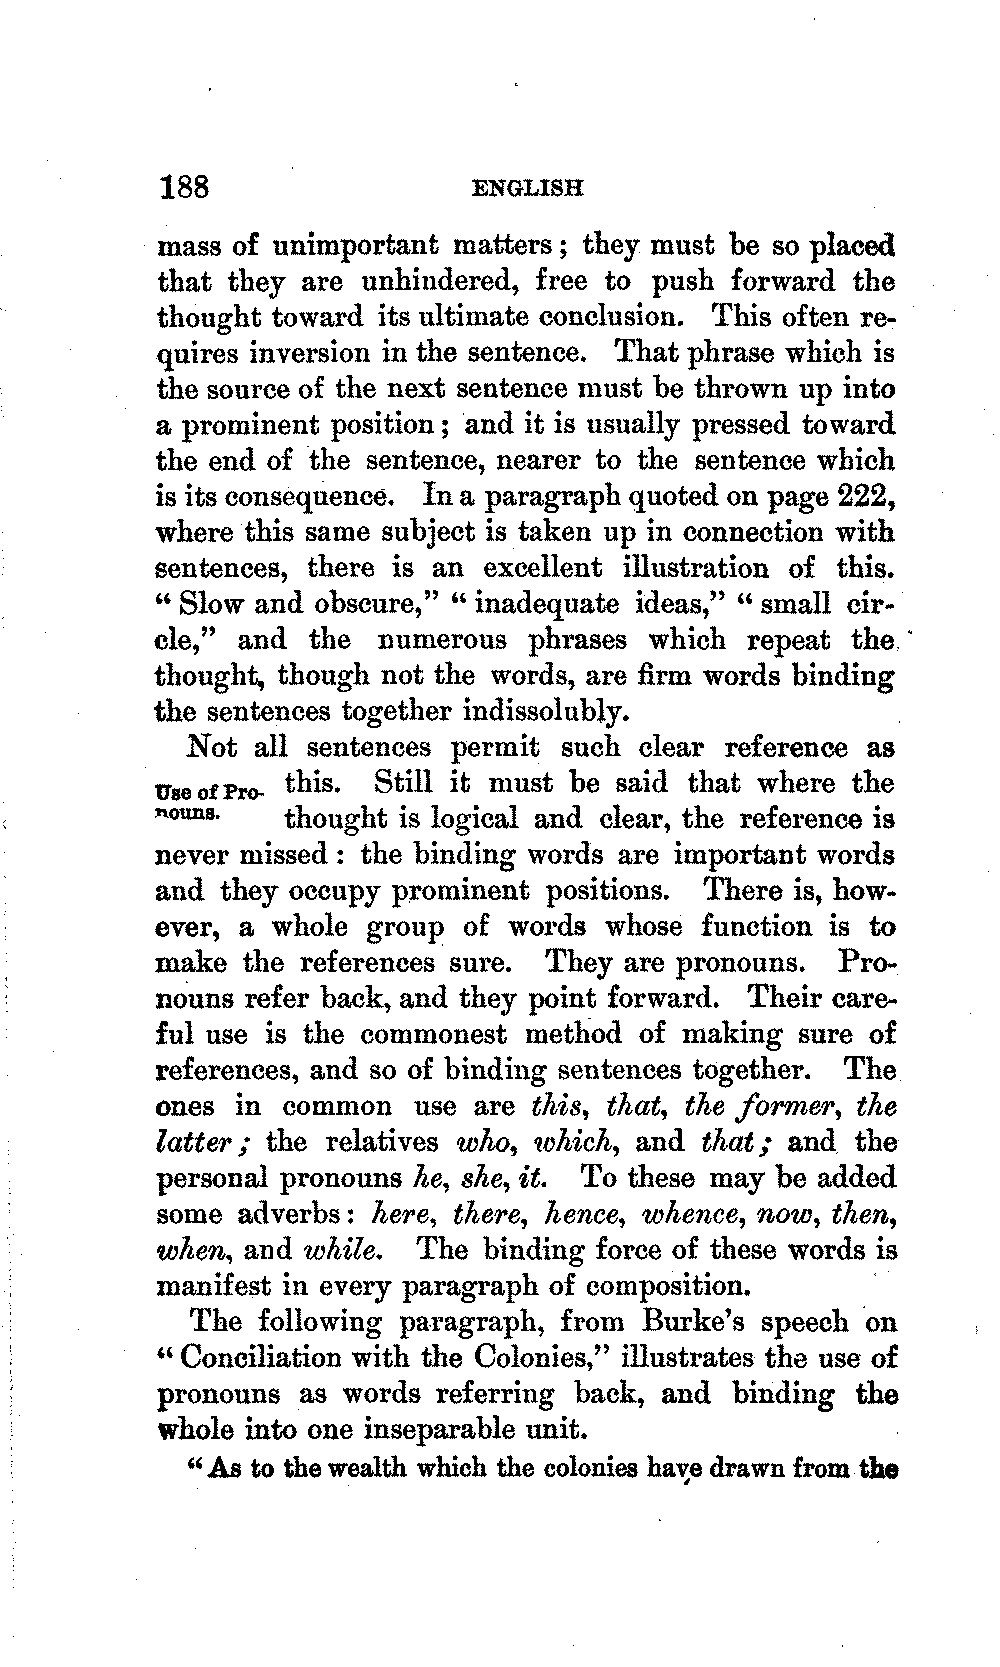 188 ENGLISH
mass of unimportant matters; they must be so placed
that they are unhindered, free to push forward the
thought toward its ultimate conclusion. This often re-
quires inversion in the sentence. That phrase which is
the source of the next sentence must be thrown up into
a prominent position; and it is usually pressed toward
the end of the sentence, nearer to the sentence which
is its consequence. In a paragraph quoted on page 222,
where this same subject is taken up in connection with
sentences, there is an excellent illustration of this.
“Slow and obscure,” “inadequate ideas,” “small cir-
cle,” and the numerous phrases which repeat the
thought, though not the words, are firm words binding
the sentences together indissolubly.
Not all sentences permit such clear reference as
Use of Pro- this. Still it must be said that where the
nouns. thought is logical and clear, the reference is
never missed: the binding words are important words
and they occupy prominent positions. There is, how-
ever, a whole group of words whose function is to
make the references sure. They are pronouns. Pro-
nouns refer back, and they point forward. Their care-
ful use is the commonest method of making sure of
references, and so of binding sentences together. The
ones in common use are this, that, the former, the
latter; the relatives who, which, and that; and the
personal pronouns he, she, it. To these may be added
some adverbs: here, there, hence, whence, now, then,
when, and while. The binding force of these words is
manifest in every paragraph of composition.
The following paragraph, from Burke’s speech on
“Conciliation with the Colonies,” illustrates the use of
pronouns as words referring back, and binding the
whole into one inseparable unit.
“As to the wealth which the colonies have drawn from the